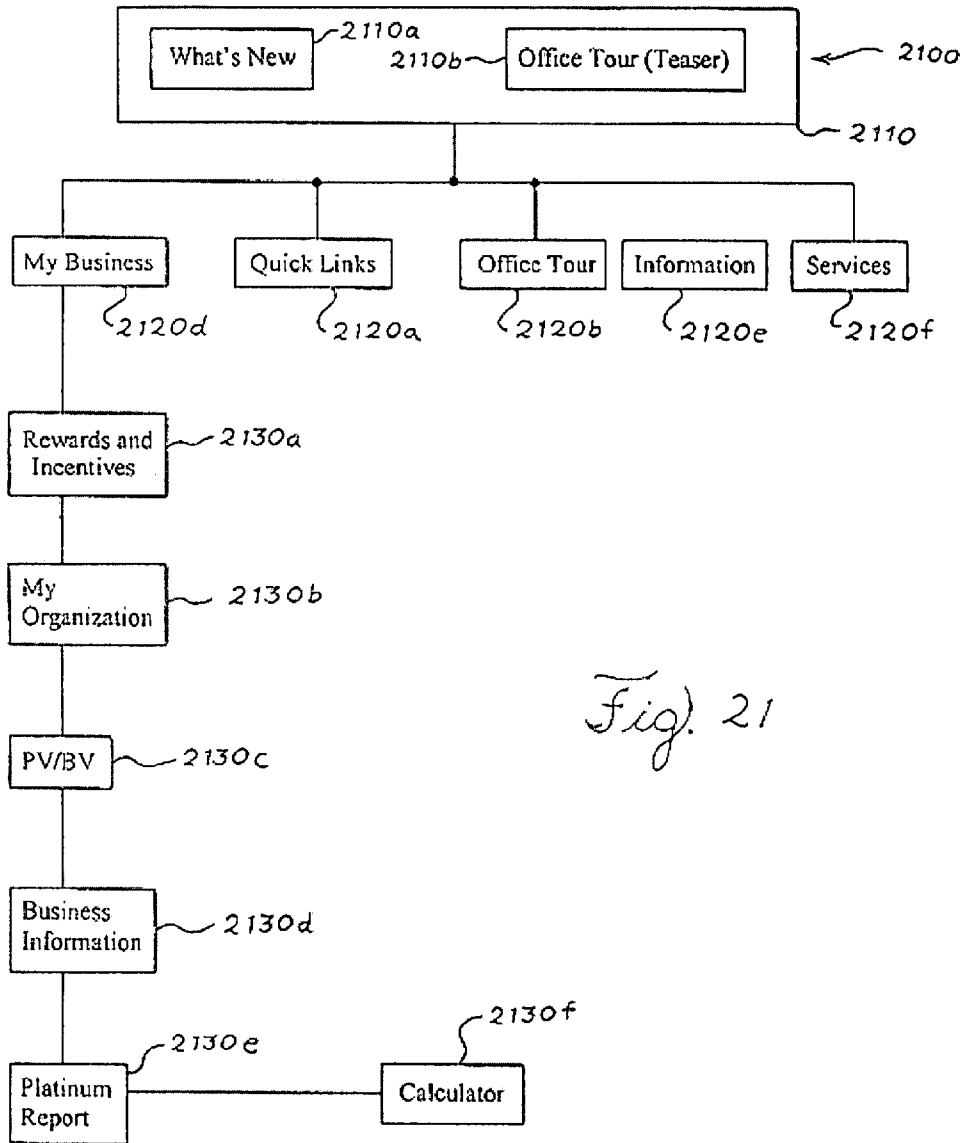 2110a
What's New
2110b
Office Tour (Teaser)
2100
2110
My Business
Quick Links
Office Tour
Information
Services
2120d
2120a
2120b
2120e
2120f
Rewards and
Incentives
2130a
My
Organization
2130b
PV/BV
2130c
Fig. 21
Business
Information
2130d
2130e
2130f
Platinum
Report
Calculator